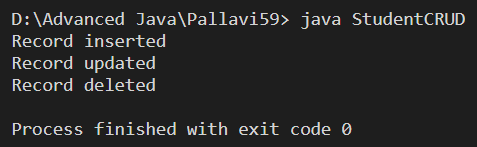 D:\Advanced Java\Pallavi59> java StudentCRUD
Record inserted
Record updated
Record deleted
Process finished with exit code 0